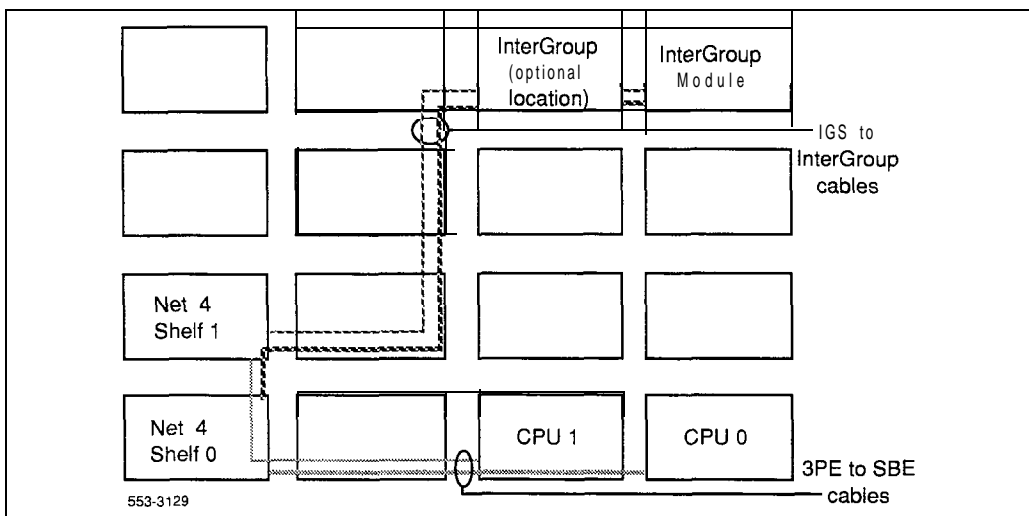 InterGroup
(optional
location)
InterGroup
Module
IGS to
InterGroup
cables
Net 4
Shelf 1
Net 4
Shelf 0
CPU 1
CPU 0
3PE to SBE
cables
553-3129